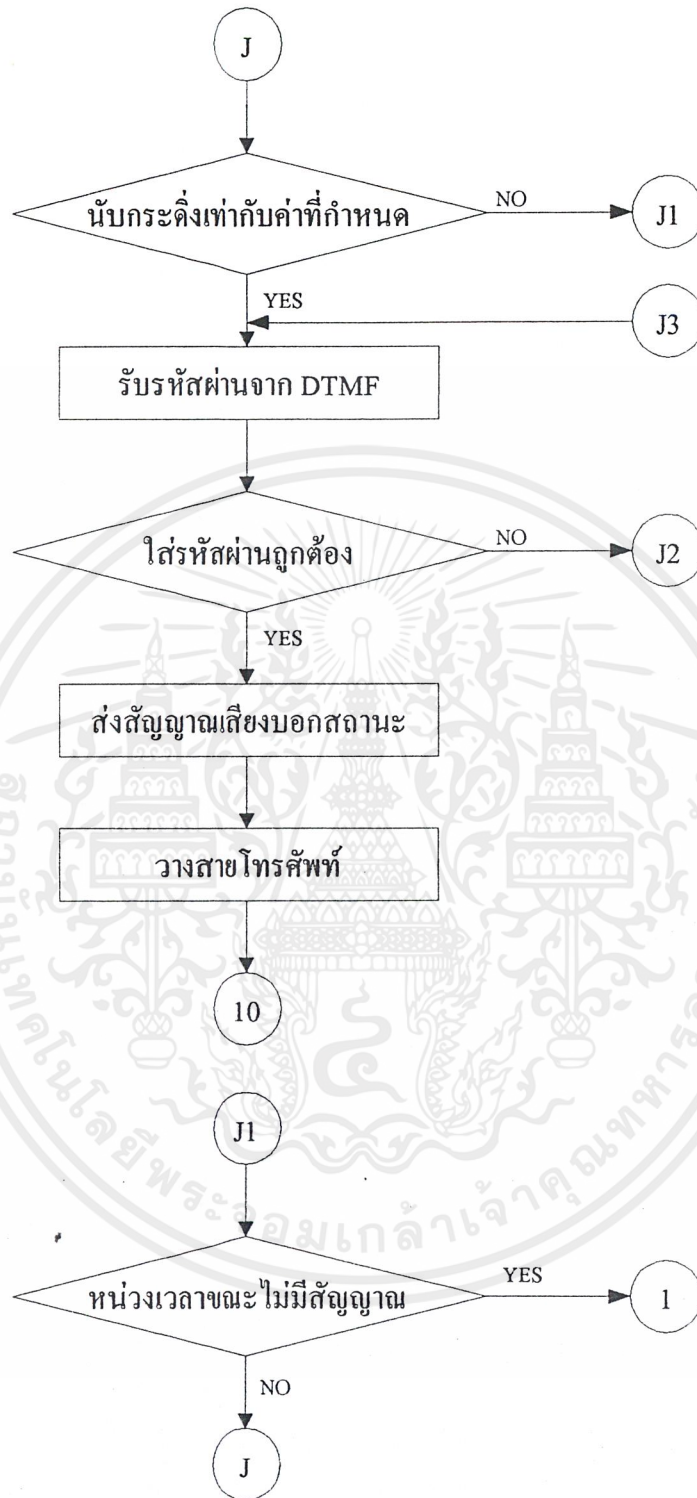 J
นับกระดิ่งเท่ากับค่าที่กำหนด
NO
J1
YES
J3
รับรหัสผ่านจาก DTMF
ใส่รหัสผ่านถูกต้อง
NO
J2
YES
ส่งสัญญาณเสียงบอกสถานะ
วางสายโทรศัพท์
10
J1
หน่วงเวลาขณะไม่มีสัญญาณ
YES
1
NO
J